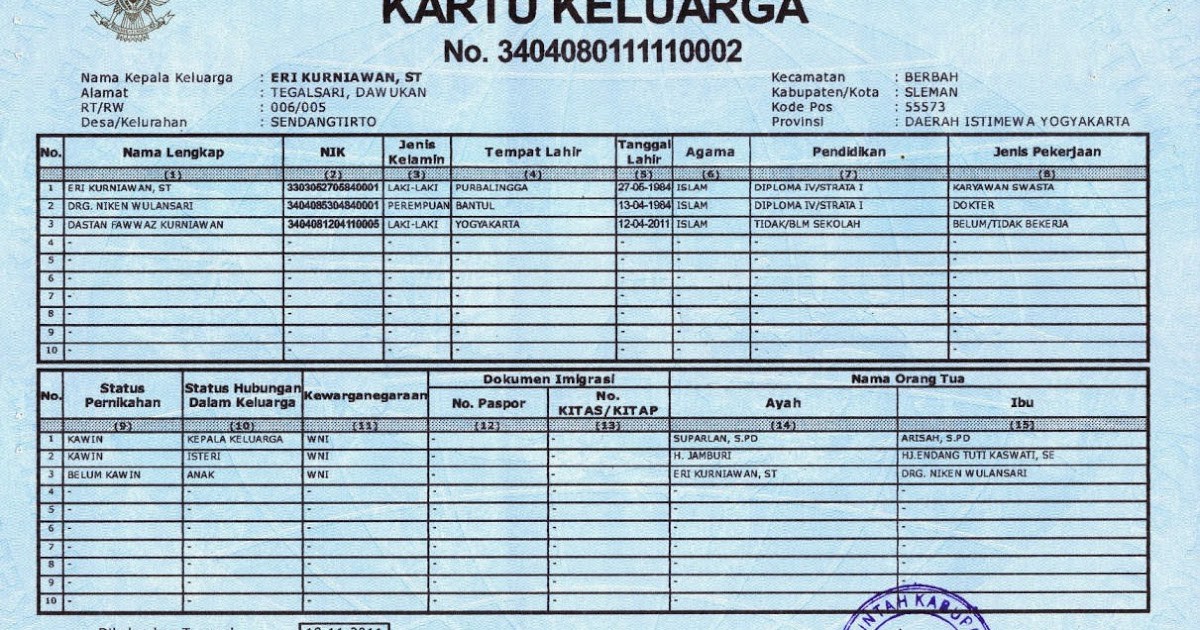 KARTU KELUARGA
No. 3404080111110002
Nama Kepala Keluarga : ERI KURNIAWAN, ST
Alamat : TEGALSARI, DAWUKAN
RT/RW : 006/005
Desa/Kelurahan : SENDANGTIRTO
Kecamatan : BERBAH
Kabupaten/Kota : SLEMAN
Kode Pos : 55573
Provinsi : DAERAH ISTIMEWA YOGYAKARTA
No. Nama Lengkap NIK Jenis Kelamin Tempat Lahir Tanggal Lahir Agama Pendidikan Jenis Pekerjaan
(1) (2) (3) (4) (5) (6) (7) (8)
1 ERI KURNIAWAN, ST 3303052705840001 LAKI-LAKI PURBALINGGA 27-05-1984 ISLAM DIPLOMA IV/STRATA I KARYAWAN SWASTA
2 DRG. NIKEN WULANSARI 3404085304840001 PEREMPUAN BANTUL 13-04-1984 ISLAM DIPLOMA IV/STRATA I DOKTER
3 DASTAN FAWWAZ KURNIAWAN 3404081204110005 LAKI-LAKI YOGYAKARTA 12-04-2011 ISLAM TIDAK/BLM SEKOLAH BELUM/TIDAK BEKERJA
4 - - - - - - - -
5 - - - - - - - -
6 - - - - - - - -
7 - - - - - - - -
8 - - - - - - - -
9 - - - - - - - -
10 - - - - - - - -
No. Status Pernikahan Status Hubungan Dalam Keluarga Kewarganegaraan Dokumen Imigrasi Nama Orang Tua
No. Paspor No. KITAS/KITAP Ayah Ibu
(9) (10) (11) (12) (13) (14) (15)
1 KAWIN KEPALA KELUARGA WNI - - SUPARLAN, S.PD ARISAH, S.PD
2 KAWIN ISTERI WNI - - H. JAMBURI HJ.ENDANG TUTI KASWATI, SE
3 BELUM KAWIN ANAK WNI - - ERI KURNIAWAN, ST DRG. NIKEN WULANSARI
4 - - - - - - -
5 - - - - - - -
6 - - - - - - -
7 - - - - - - -
8 - - - - - - -
9 - - - - - - -
10 - - - - - - -